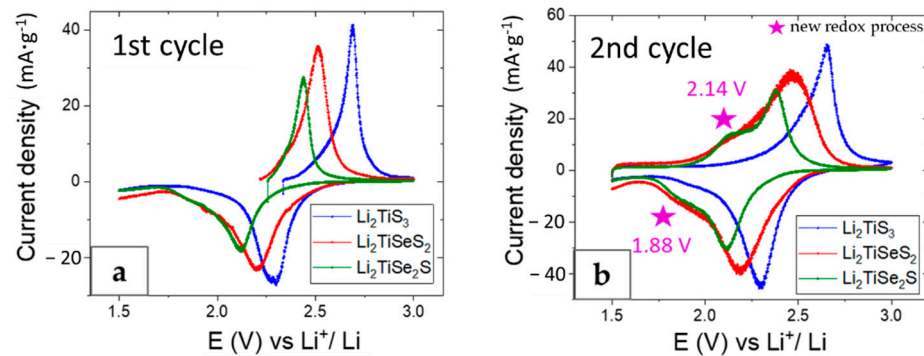 1st cycle
Current density (mA·g⁻¹)
40
20
0
−20
Li₂TiS₃
Li₂TiSeS₂
Li₂TiSe₂S
a
1.5 2.0 2.5 3.0
E (V) vs Li⁺/ Li
2nd cycle
★ new redox process
Current density (mA·g⁻¹)
60
40
20
0
−20
−40
2.14 V
1.88 V
Li₂TiS₃
Li₂TiSeS₂
Li₂TiSe₂S
b
1.5 2.0 2.5 3.0
E (V) vs Li⁺/ Li